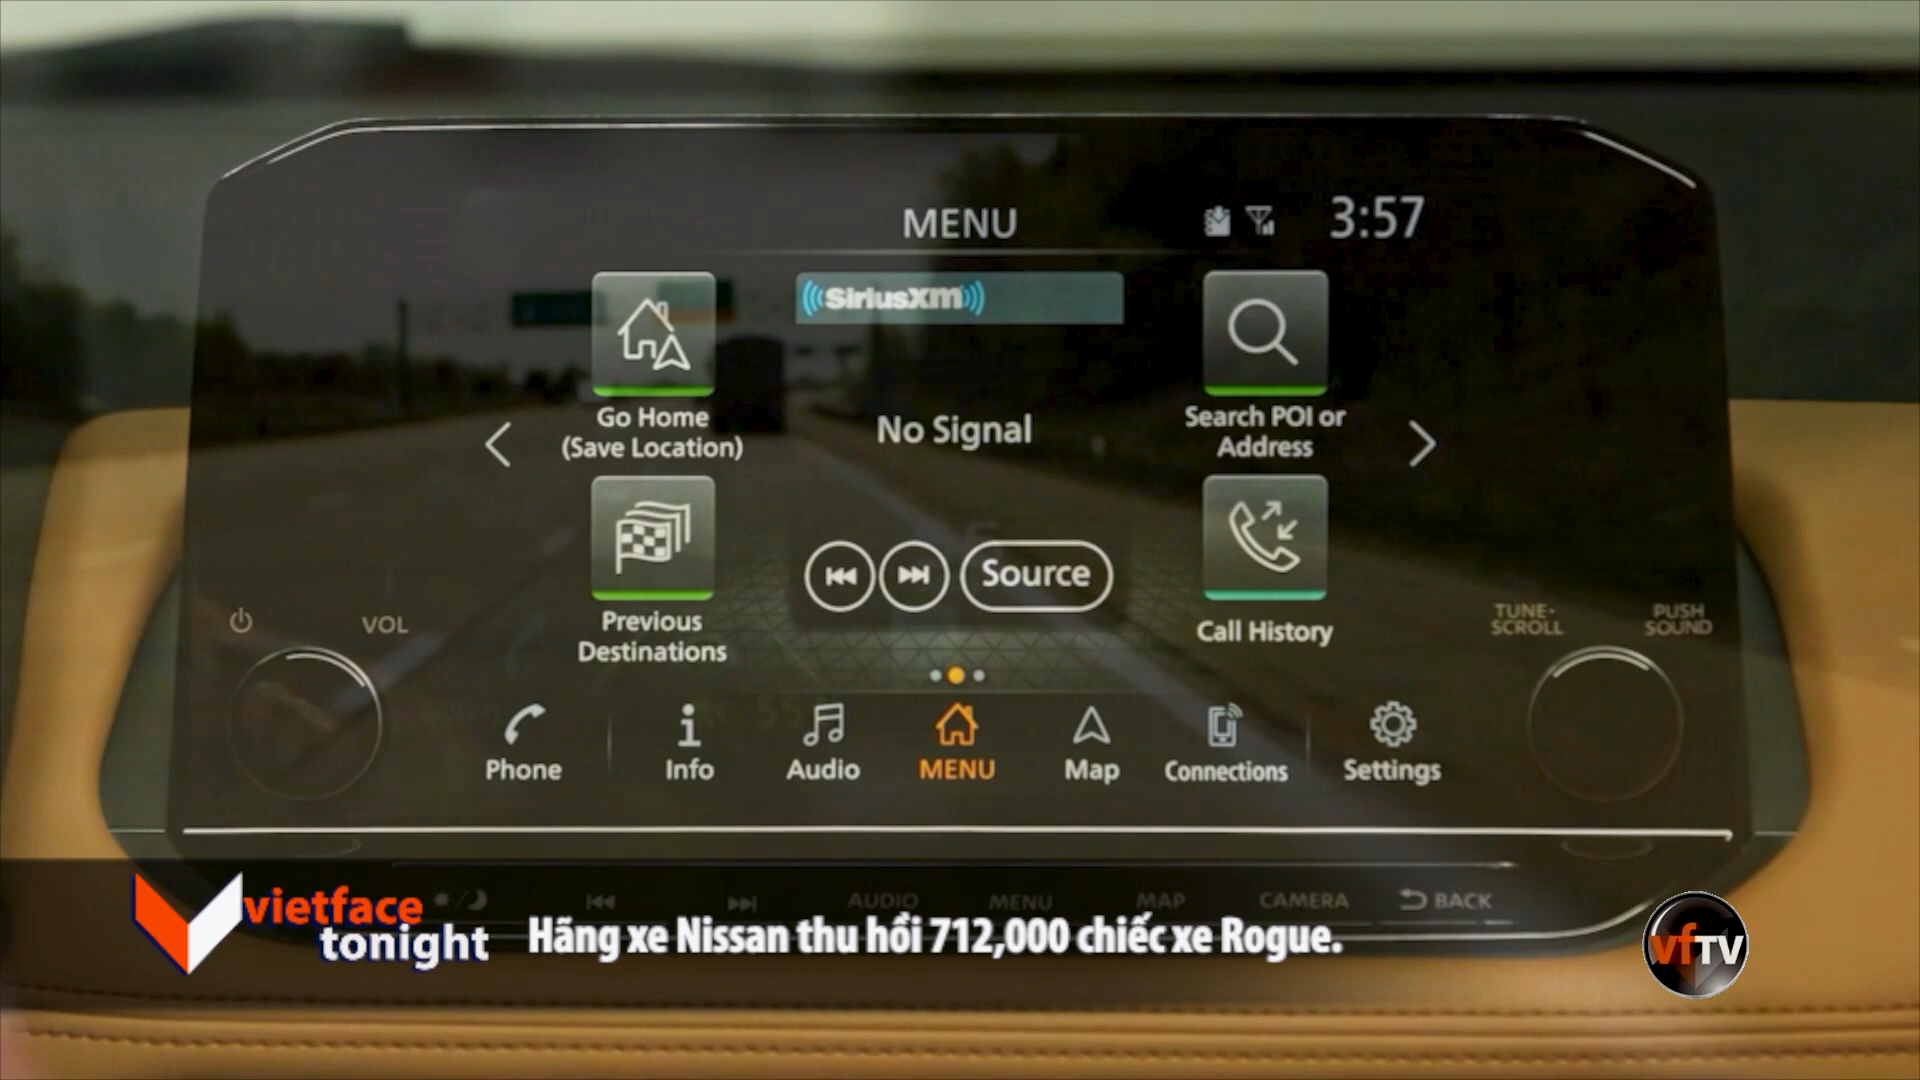 MENU
3:57
SiriusXM
Go Home
(Save Location)
No Signal
Search POI or
Address
Source
Previous
Destinations
Call History
VOL
TUNE•
SCROLL
PUSH
SOUND
Phone
Info
Audio
MENU
Map
Connections
Settings
AUDIO
MENU
MAP
CAMERA
BACK
vietface
tonight
Hãng xe Nissan thu hồi 712,000 chiếc xe Rogue.
vfTV